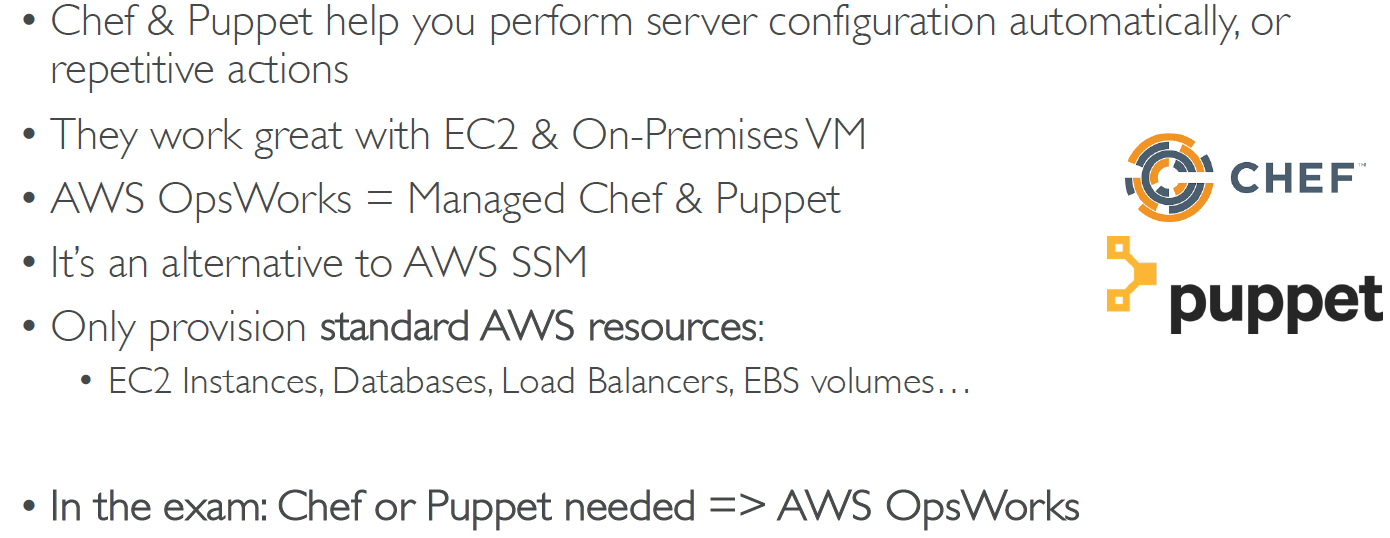 • Chef & Puppet help you perform server configuration automatically, or
repetitive actions
• They work great with EC2 & On-Premises VM
• AWS OpsWorks = Managed Chef & Puppet
• It's an alternative to AWS SSM
• Only provision standard AWS resources:
• EC2 Instances, Databases, Load Balancers, EBS volumes…
CHEF™
puppet
• In the exam: Chef or Puppet needed => AWS OpsWorks